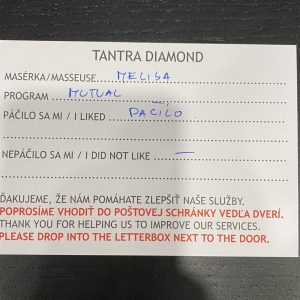 TANTRA DIAMOND
MASÉRKA/MASSEUSE MELISA
PROGRAM MUTUAL
PÁČILO SA MI / I LIKED PACILO
NEPÁČILO SA MI / I DID NOT LIKE —
ĎAKUJEME, ŽE NÁM POMÁHATE ZLEPŠIŤ NAŠE SLUŽBY.
POPROSÍME VHODIŤ DO POŠTOVEJ SCHRÁNKY VEDĽA DVERÍ.
THANK YOU FOR HELPING US TO IMPROVE OUR SERVICES.
PLEASE DROP INTO THE LETTERBOX NEXT TO THE DOOR.